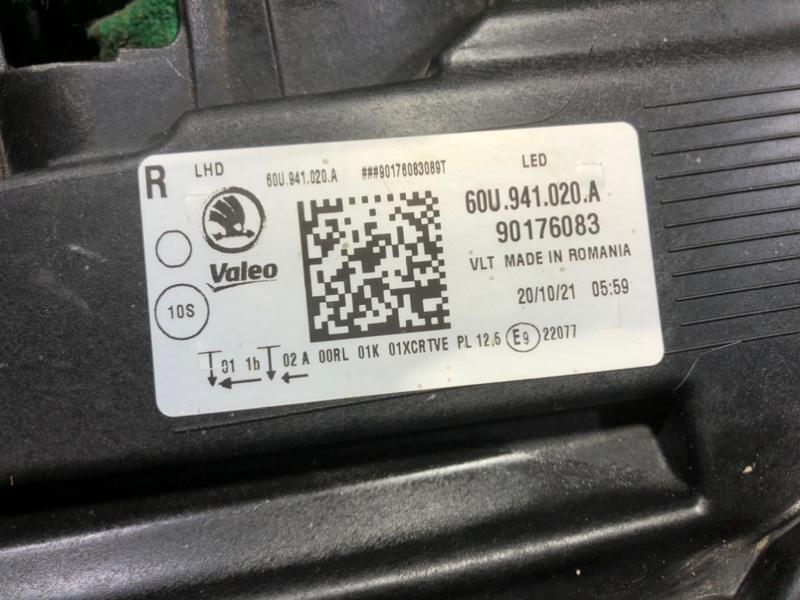 R LHD 60U.941.020.A ###90176083089T LED
60U.941.020.A
90176083
Valeo
VLT MADE IN ROMANIA
10S
20/10/21 05:59
01 1b 02 A 00RL 01K 01XCRTVE PL 12.5 E9 22077